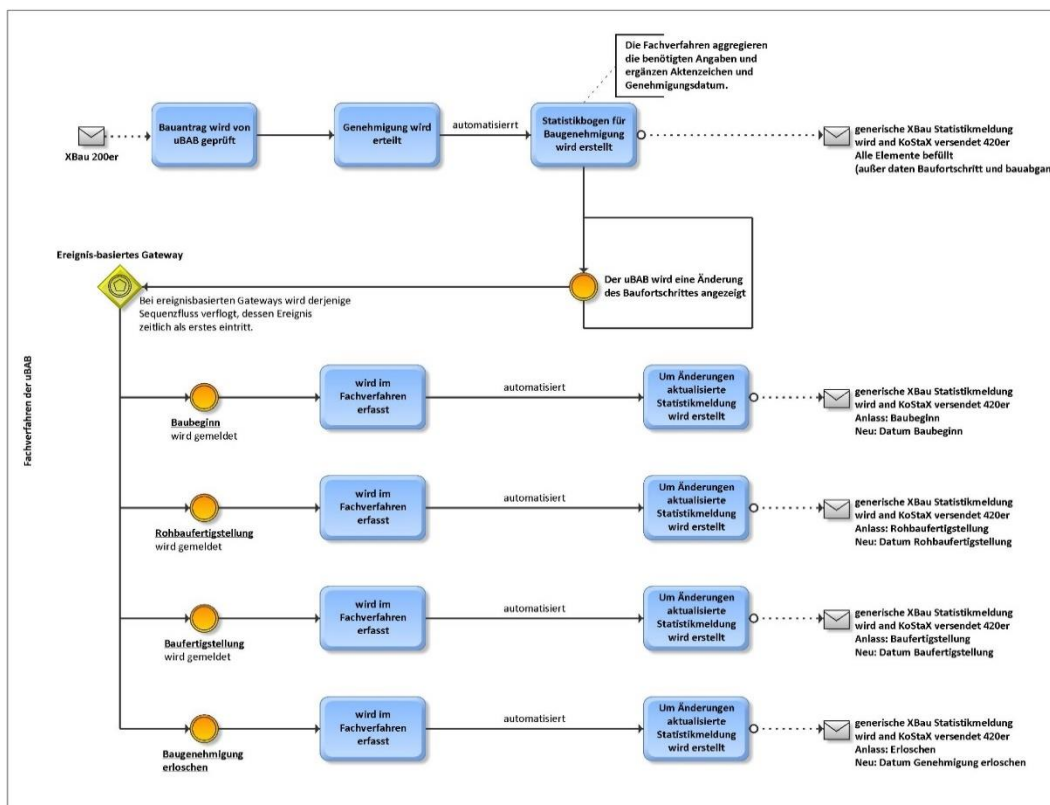 Die Fachverfahren aggregieren
die benötigten Angaben und
ergänzen Aktenzeichen und
Genehmigungsdatum.
XBau 200er
Bauantrag wird von
uBAB geprüft
Genehmigung wird
erteilt
automatisierrt
Statistikbogen für
Baugenehmigung
wird erstellt
generische XBau Statistikmeldung
wird and KoStaX versendet 420er
Alle Elemente befüllt
(außer daten Baufortschritt und bauabgan
Ereignis-basiertes Gateway
Bei ereignisbasierten Gateways wird derjenige
Sequenzfluss verflogt, dessen Ereignis
zeitlich als erstes eintritt.
Der uBAB wird eine Änderung
des Baufortschrittes angezeigt
Fachverfahren der uBAB
Baubeginn
wird gemeldet
wird im
Fachverfahren
erfasst
automatisiert
Um Änderungen
aktualisierte
Statistikmeldung
wird erstellt
generische XBau Statistikmeldung
wird and KoStaX versendet 420er
Anlass: Baubeginn
Neu: Datum Baubeginn
Rohbaufertigstellung
wird gemeldet
wird im
Fachverfahren
erfasst
automatisiert
Um Änderungen
aktualisierte
Statistikmeldung
wird erstellt
generische XBau Statistikmeldung
wird and KoStaX versendet 420er
Anlass: Rohbaufertigstellung
Neu: Datum Rohbaufertigstellung
Baufertigstellung
wird gemeldet
wird im
Fachverfahren
erfasst
automatisiert
Um Änderungen
aktualisierte
Statistikmeldung
wird erstellt
generische XBau Statistikmeldung
wird and KoStaX versendet 420er
Anlass: Baufertigstellung
Neu: Datum Baufertigstellung
Baugenehmigung
erloschen
wird im
Fachverfahren
erfasst
automatisiert
Um Änderungen
aktualisierte
Statistikmeldung
wird erstellt
generische XBau Statistikmeldung
wird and KoStaX versendet 420er
Anlass: Erloschen
Neu: Datum Genehmigung erloschen